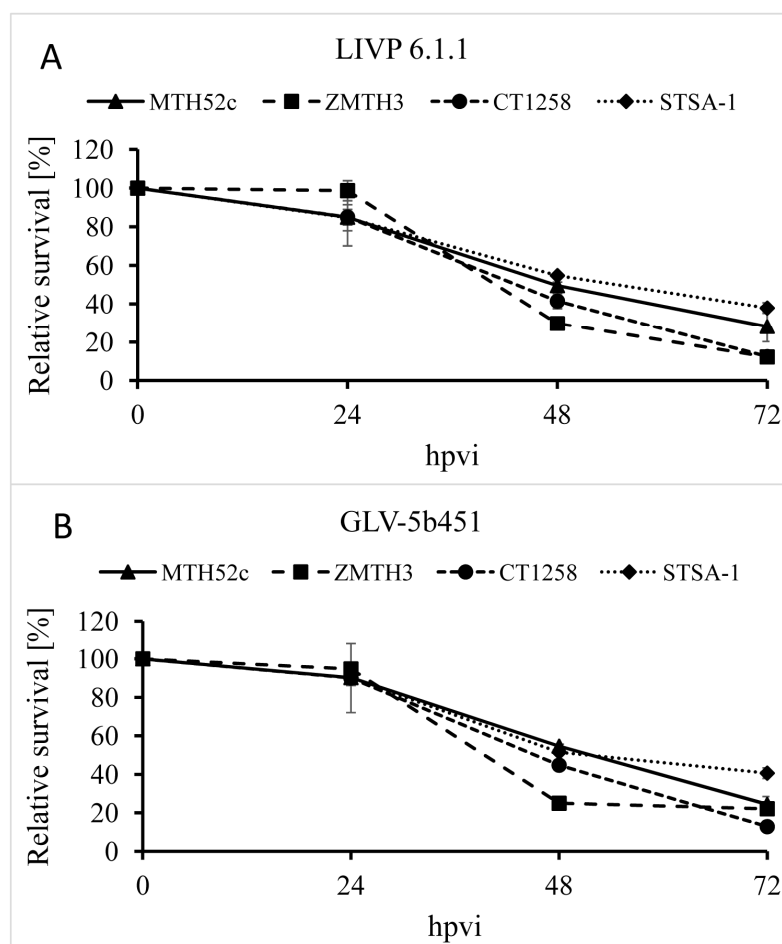 A
LIVP 6.1.1
MTH52c ZMTH3 CT1258 STSA-1
Relative survival [%]
120
100
80
60
40
20
0
0 24 48 72
hpvi
B
GLV-5b451
MTH52c ZMTH3 CT1258 STSA-1
Relative survival [%]
120
100
80
60
40
20
0
0 24 48 72
hpvi